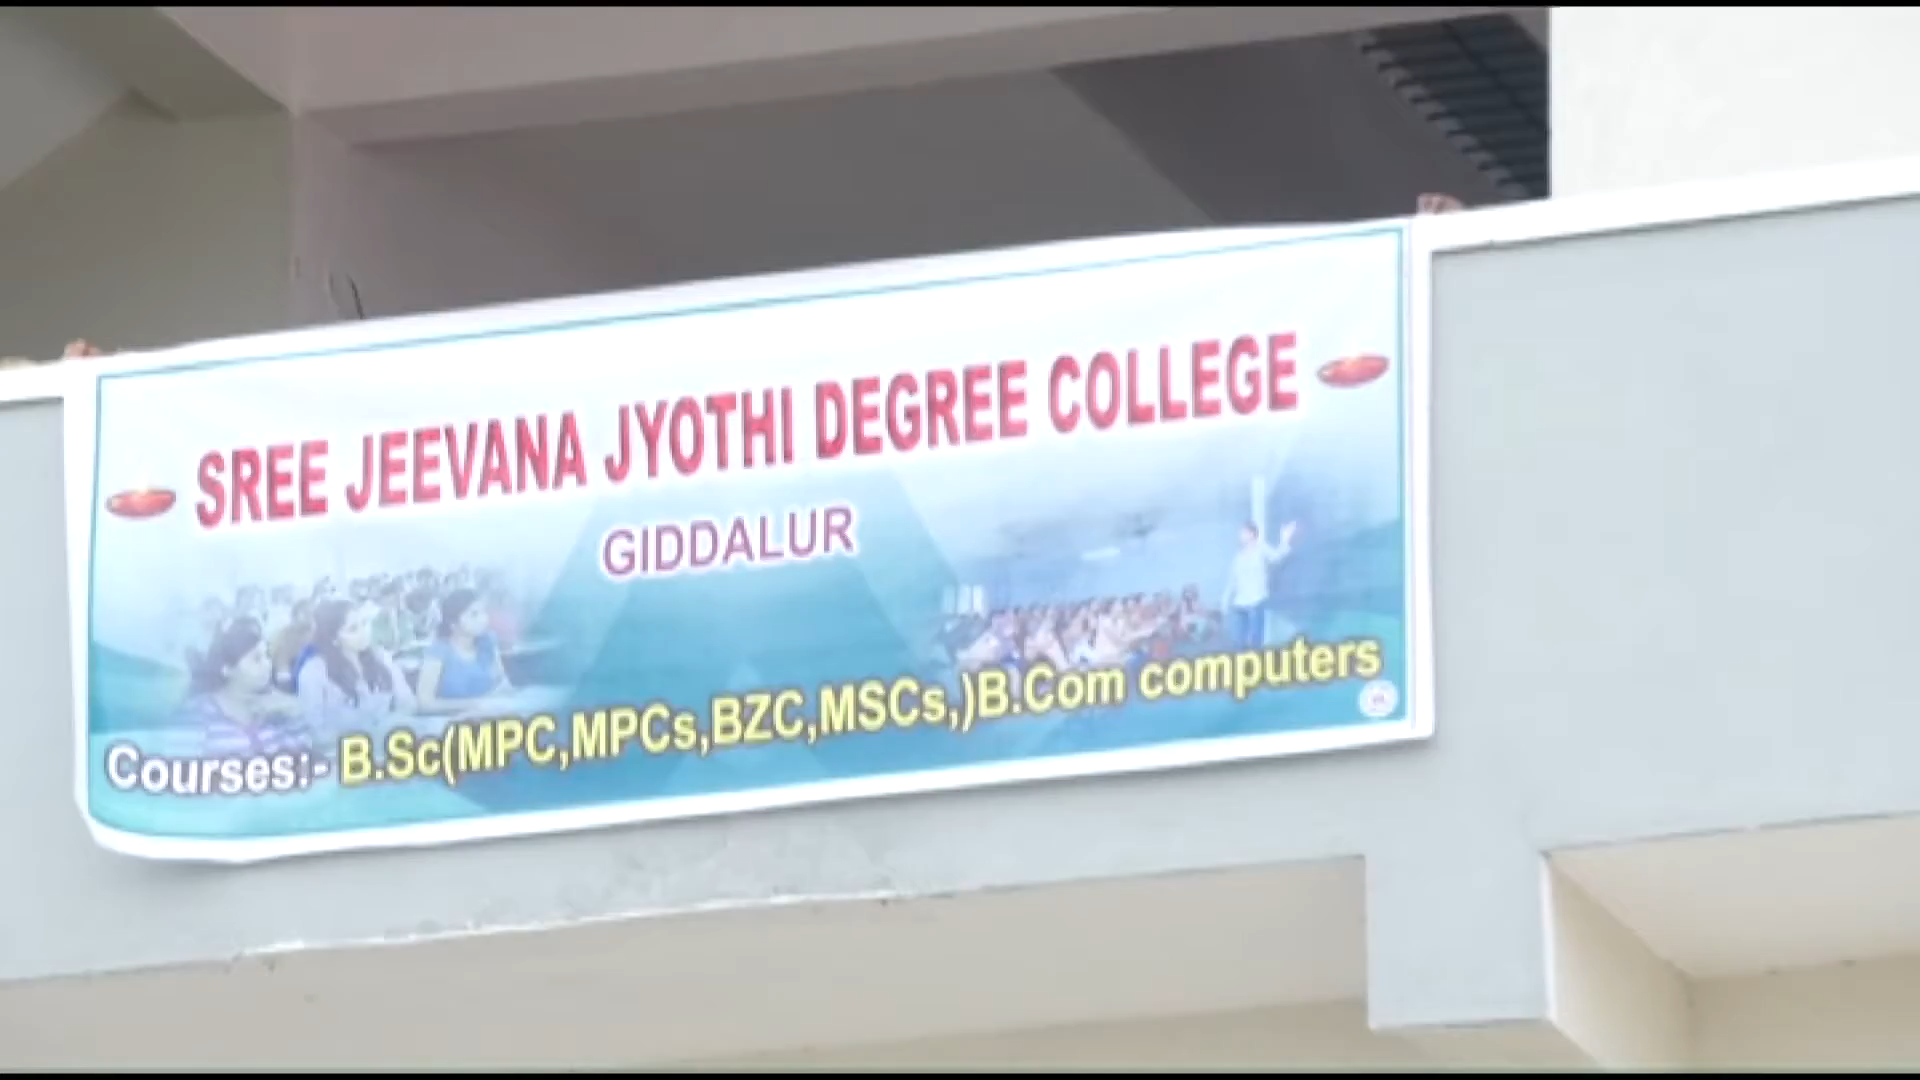 SREE JEEVANA JYOTHI DEGREE COLLEGE
GIDDALUR
Courses:- B.Sc(MPC,MPCs,BZC,MSCs,)B.Com computers